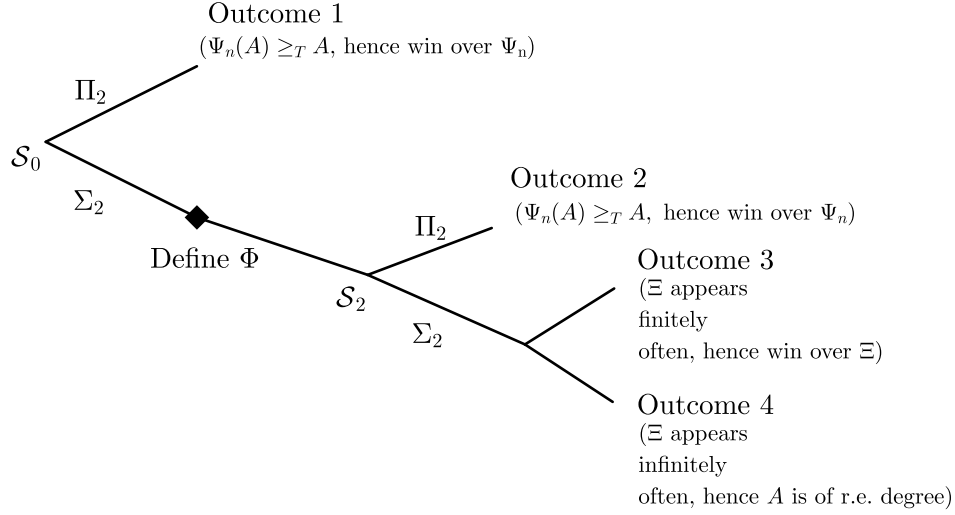 Outcome 1
(Ψₙ(A) ≥_T A, hence win over Ψₙ)
Π₂
𝒮₀
Σ₂
Define Φ
Outcome 2
(Ψₙ(A) ≥_T A, hence win over Ψₙ)
Π₂
𝒮₂
Σ₂
Outcome 3
(Ξ appears
finitely
often, hence win over Ξ)
Outcome 4
(Ξ appears
infinitely
often, hence A is of r.e. degree)